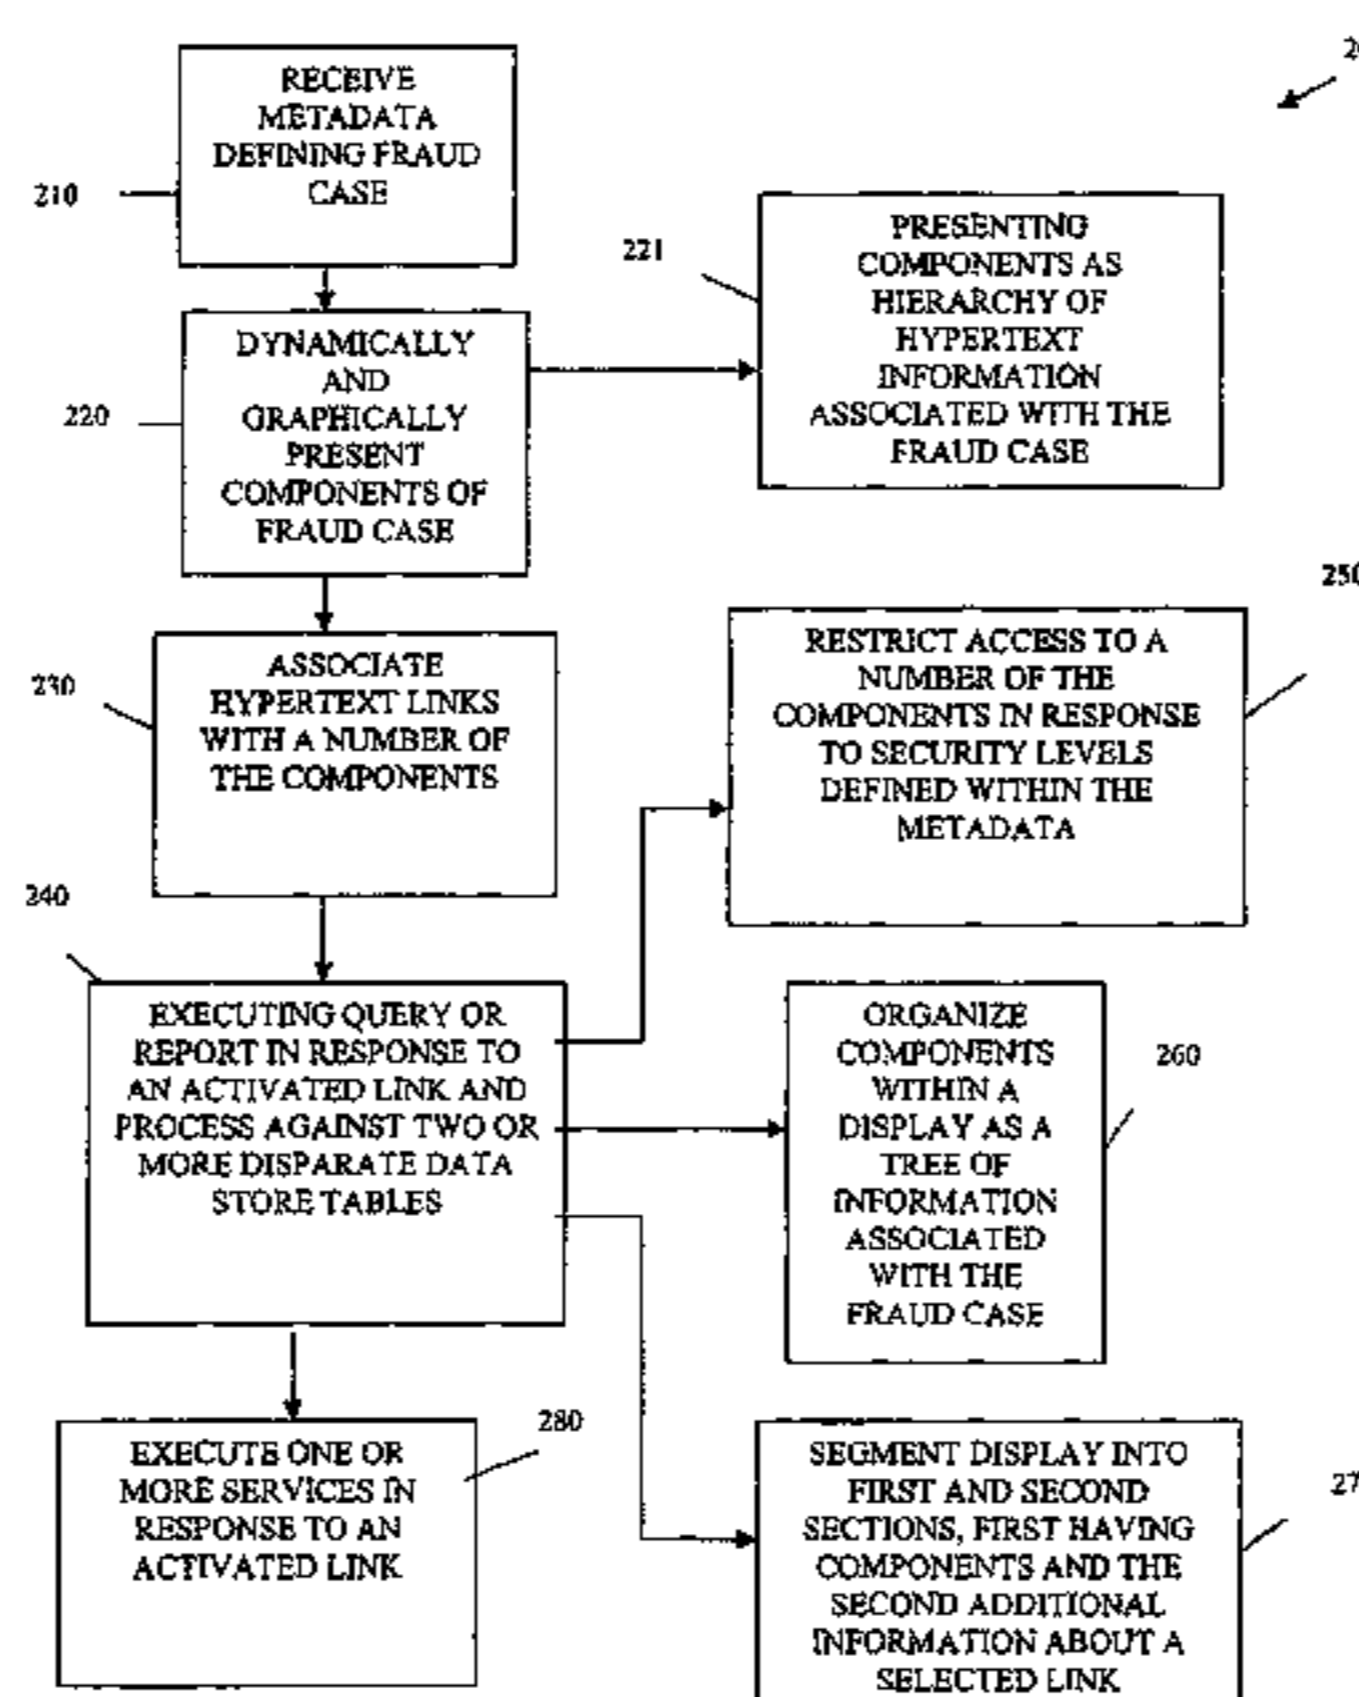 RECEIVE
METADATA
DEFINING FRAUD
CASE
210
221
PRESENTING
COMPONENTS AS
HIERARCHY OF
HYPERTEXT
INFORMATION
ASSOCIATED WITH THE
FRAUD CASE
DYNAMICALLY
AND
GRAPHICALLY
PRESENT
COMPONENTS OF
FRAUD CASE
220
250
RESTRICT ACCESS TO A
NUMBER OF THE
COMPONENTS IN RESPONSE
TO SECURITY LEVELS
DEFINED WITHIN THE
METADATA
230
ASSOCIATE
HYPERTEXT LINKS
WITH A NUMBER OF
THE COMPONENTS
240
EXECUTING QUERY OR
REPORT IN RESPONSE TO
AN ACTIVATED LINK AND
PROCESS AGAINST TWO OR
MORE DISPARATE DATA
STORE TABLES
ORGANIZE
COMPONENTS
WITHIN A
DISPLAY AS A
TREE OF
INFORMATION
ASSOCIATED
WITH THE
FRAUD CASE
260
280
EXECUTE ONE OR
MORE SERVICES IN
RESPONSE TO AN
ACTIVATED LINK
SEGMENT DISPLAY INTO
FIRST AND SECOND
SECTIONS, FIRST HAVING
COMPONENTS AND THE
SECOND ADDITIONAL
INFORMATION ABOUT A
SELECTED LINK